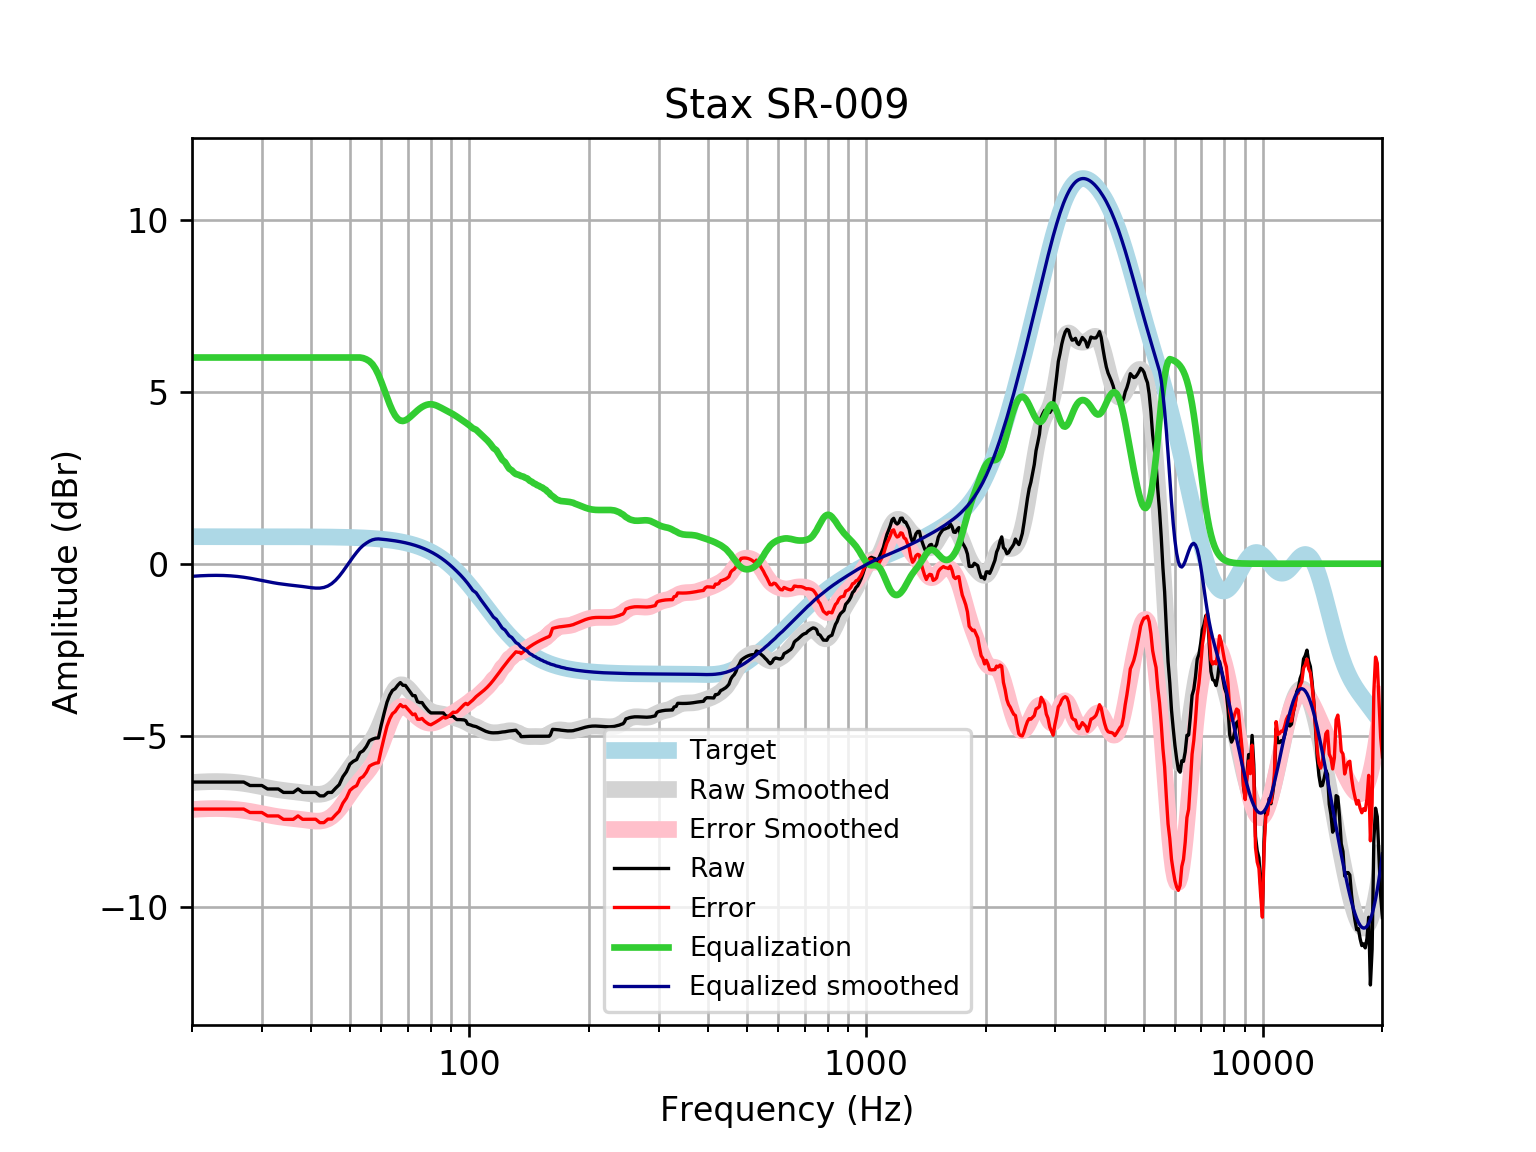 Stax SR-009
Amplitude (dBr)
10
5
0
−5
−10
Target
Raw Smoothed
Error Smoothed
Raw
Error
Equalization
Equalized smoothed
100
1000
10000
Frequency (Hz)